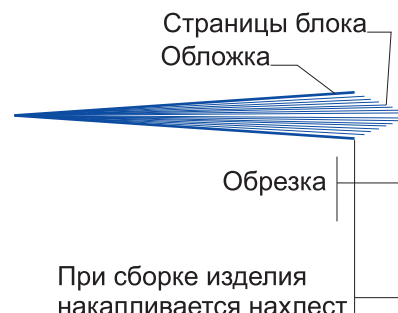 Страницы блока
Обложка
Обрезка
При сборке изделия
накапливается нахлест